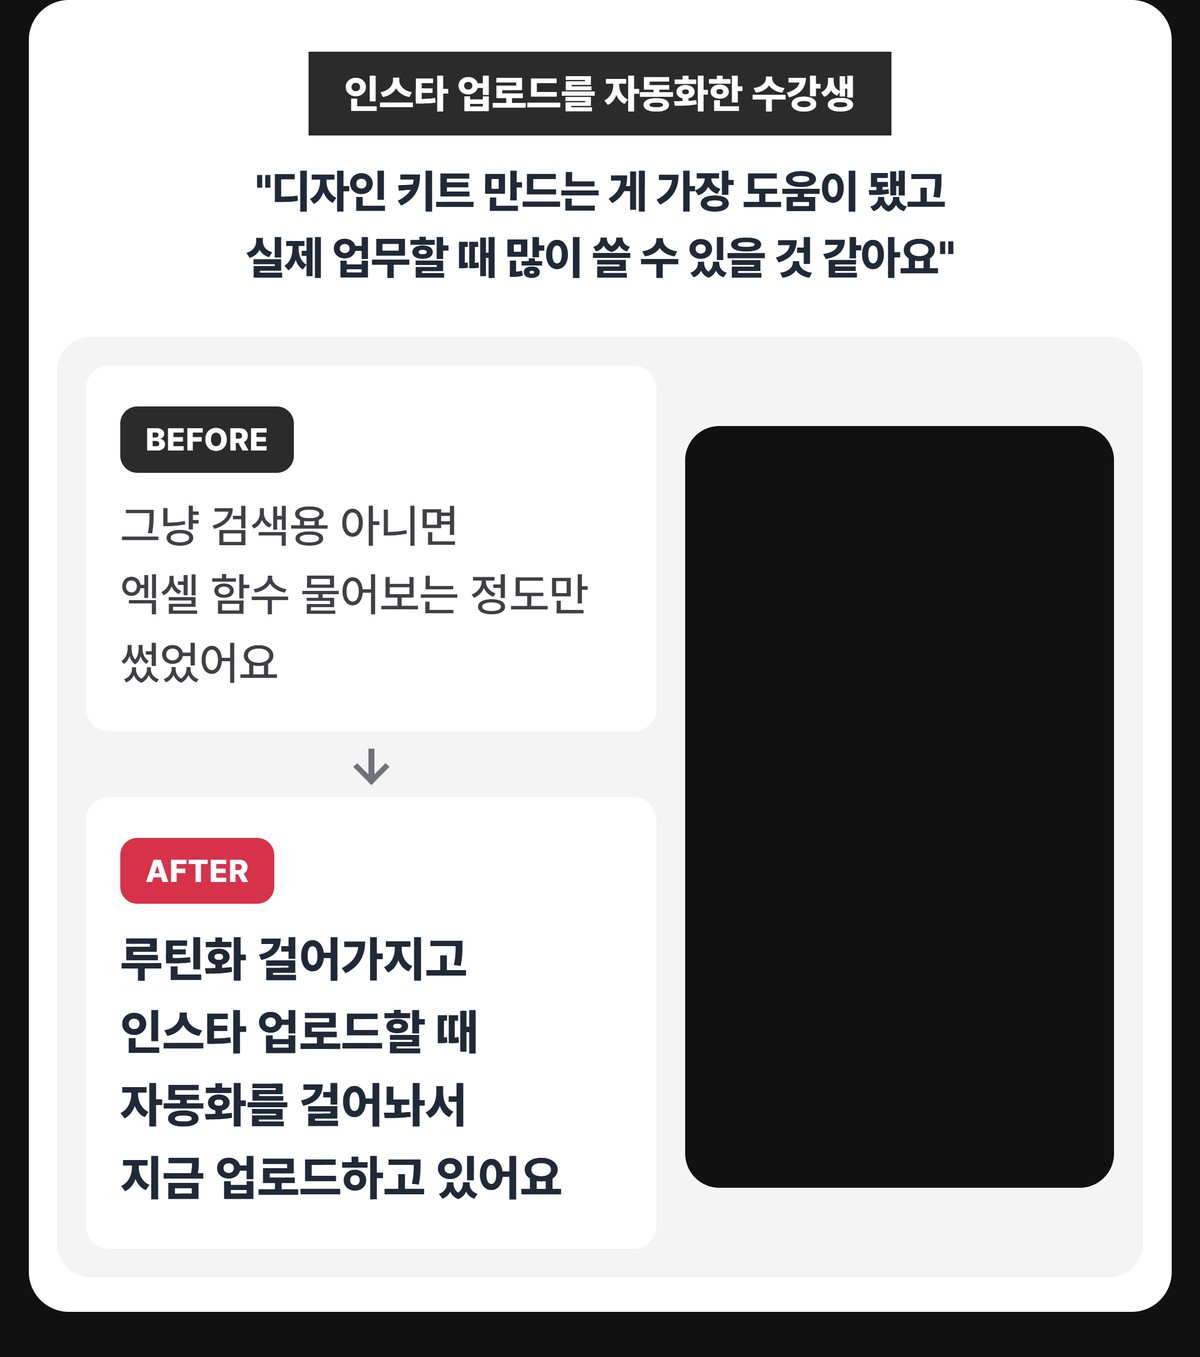 인스타 업로드를 자동화한 수강생
"디자인 키트 만드는 게 가장 도움이 됐고
실제 업무할 때 많이 쓸 수 있을 것 같아요"
BEFORE
그냥 검색용 아니면
엑셀 함수 물어보는 정도만
썼었어요
AFTER
루틴화 걸어가지고
인스타 업로드할 때
자동화를 걸어놔서
지금 업로드하고 있어요